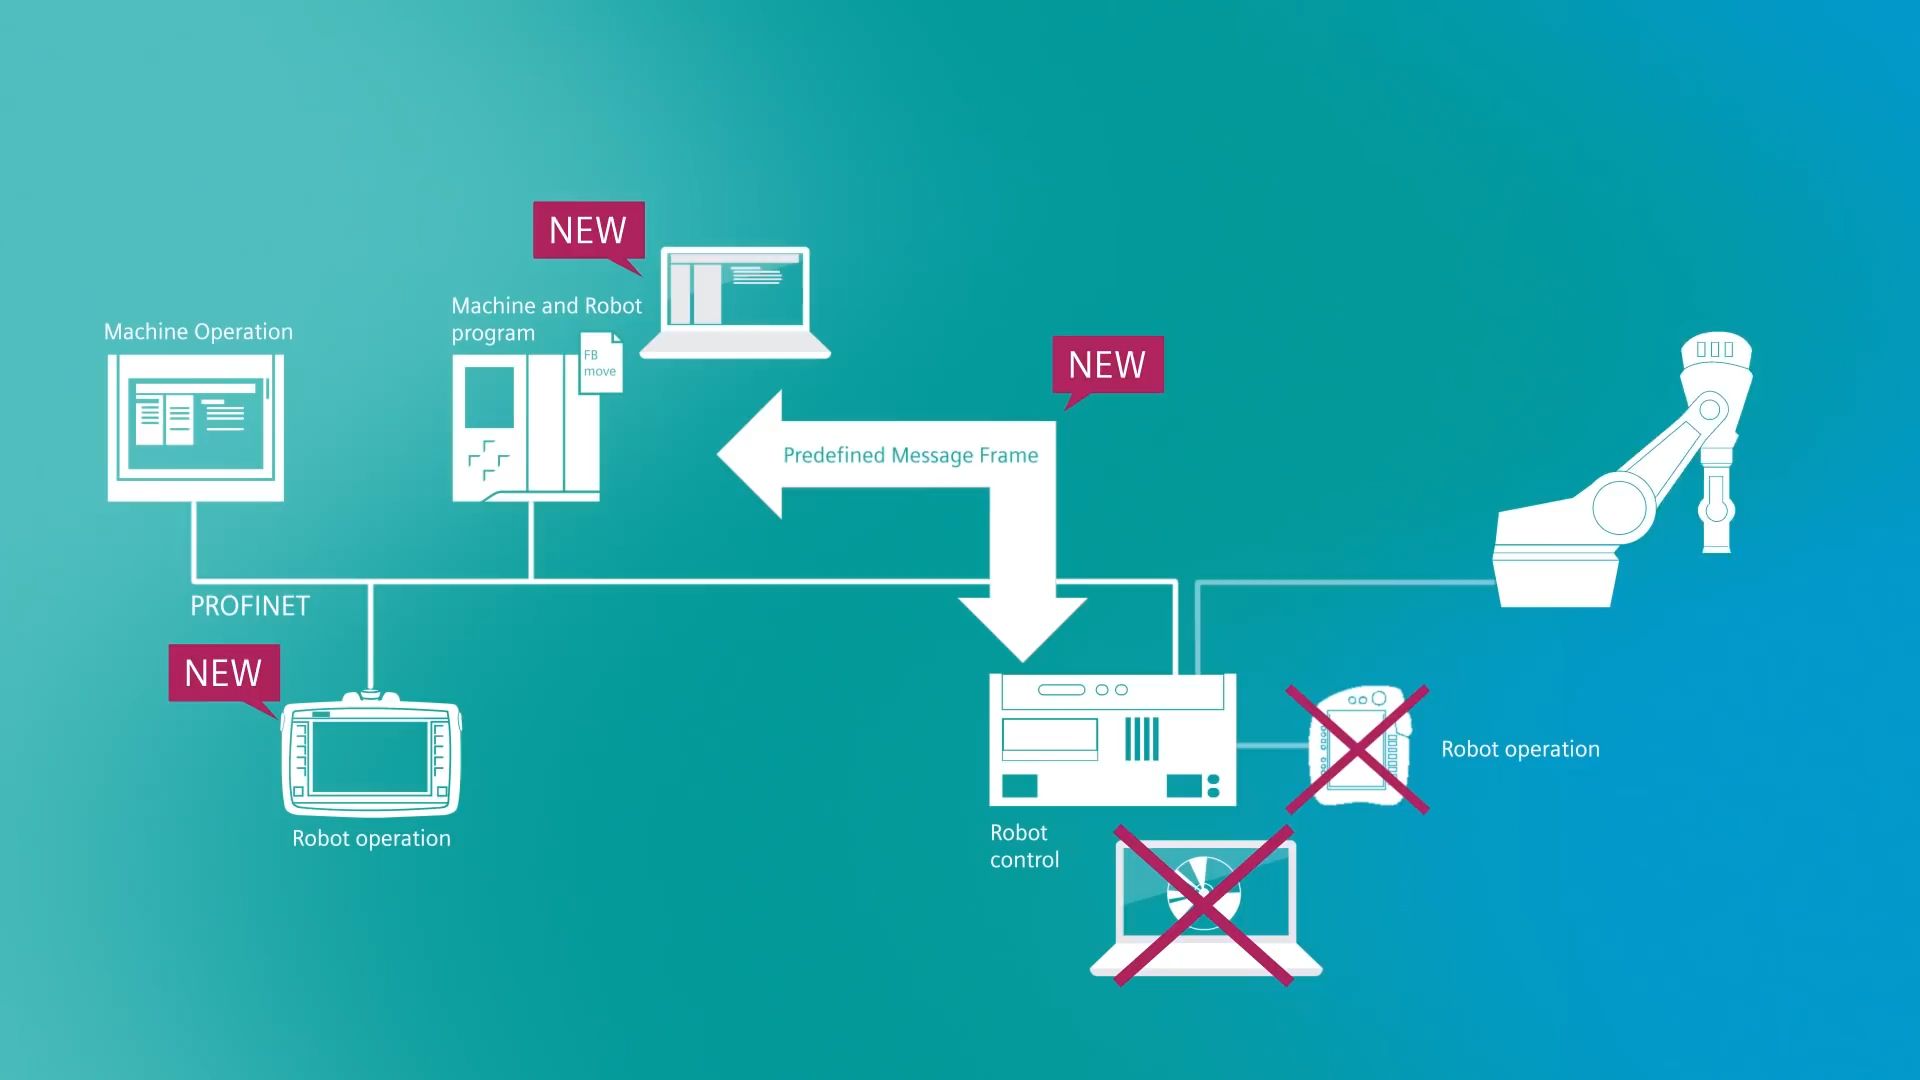 NEW
Machine and Robot
program
Machine Operation
FB
move
NEW
Predefined Message Frame
PROFINET
NEW
Robot operation
Robot operation
Robot
control